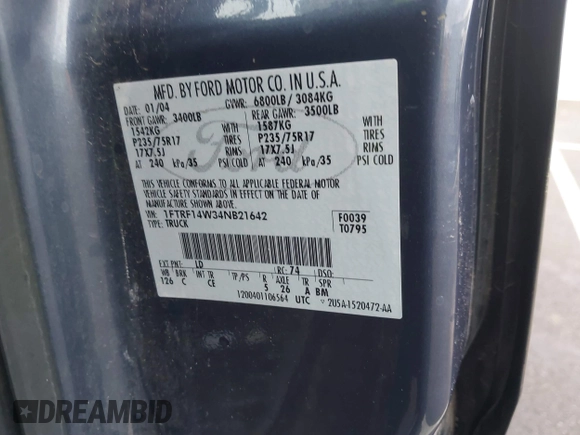 MFD. BY FORD MOTOR CO. IN U.S.A.
DATE: 01/04 GVWR: 6800LB/ 3084KG
FRONT GAWR: 3400LB REAR GAWR: 3500LB
1542KG WITH 1587KG WITH
P235/75R17 TIRES P235/75R17 TIRES
17X7.5J RIMS 17X7.5J RIMS
AT 240 kPa/35 PSI COLD AT 240 kPa/35 PSI COLD
Ford
THIS VEHICLE CONFORMS TO ALL APPLICABLE FEDERAL MOTOR
VEHICLE SAFETY STANDARDS IN EFFECT ON THE DATE OF
MANUFACTURE SHOWN ABOVE.
VIN: 1FTRF14W34NB21642 F0039
TYPE: TRUCK T0795
EXT PNT: LD RC: 74 DSO:
WB BRK INT TR TP/PS R AXLE TR SPR
126 C CE 5 26 A BM
1200401106564 UTC 2U5A-1520472-AA
DREAMBID